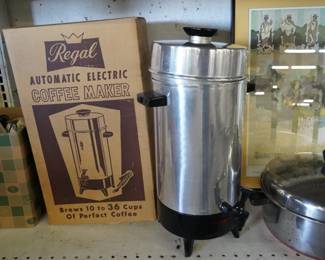 Regal
AUTOMATIC ELECTRIC
COFFEE MAKER
Brews 10 to 36 Cups
Of Perfect Coffee